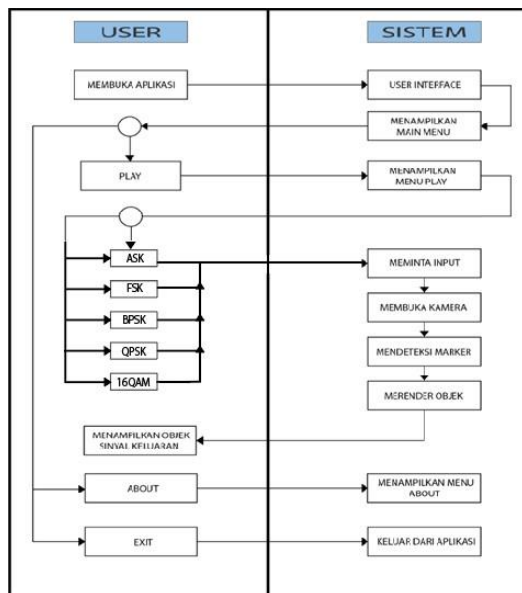 USER
SISTEM
MEMBUKA APLIKASI
USER INTERFACE
MENAMPILKAN
MAIN MENU
PLAY
MENAMPILKAN
MENU PLAY
ASK
MEMINTA INPUT
FSK
MEMBUKA KAMERA
BPSK
MENDETEKSI MARKER
QPSK
16QAM
MERENDER OBJEK
MENAMPILKAN OBJEK
SINYAL KELUARAN
ABOUT
MENAMPILKAN MENU
ABOUT
EXIT
KELUAR DARI APLIKASI